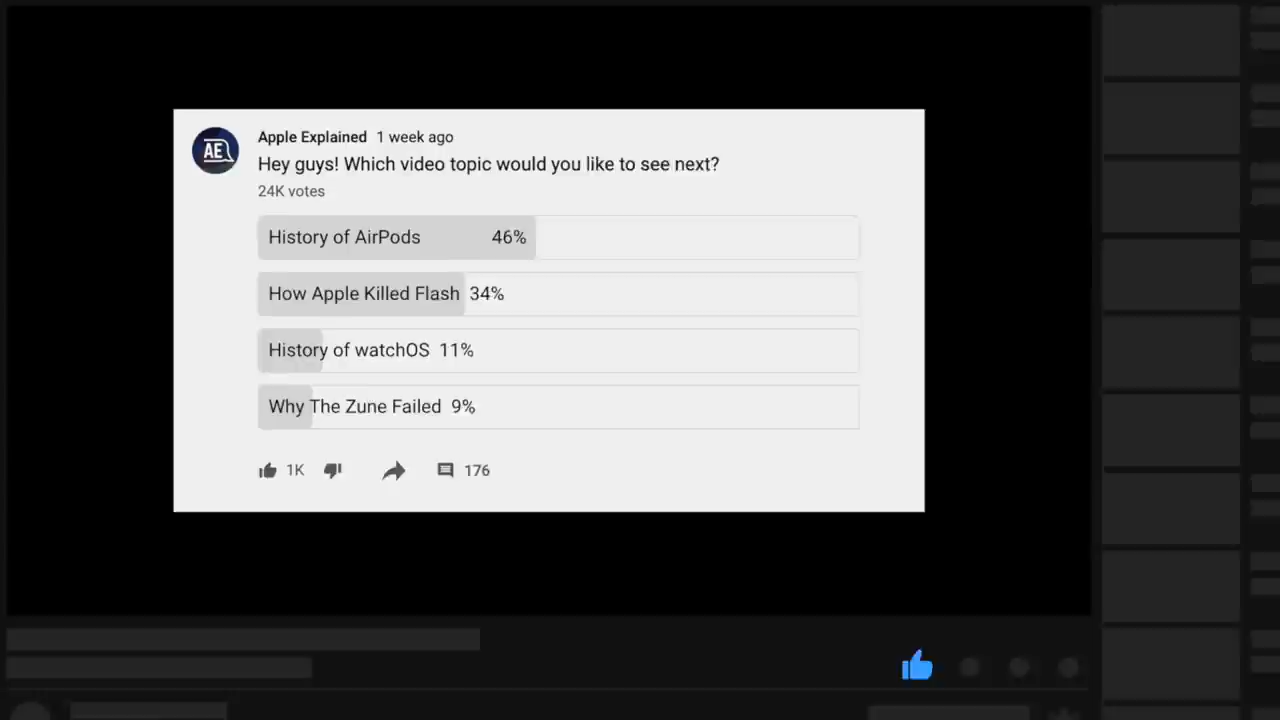 AE
Apple Explained 1 week ago
Hey guys! Which video topic would you like to see next?
24K votes
History of AirPods 46%
How Apple Killed Flash 34%
History of watchOS 11%
Why The Zune Failed 9%
1K 176